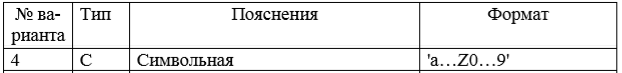 № ва-
рианта Тип Пояснения Формат
4 С Символьная 'a…Z0…9'